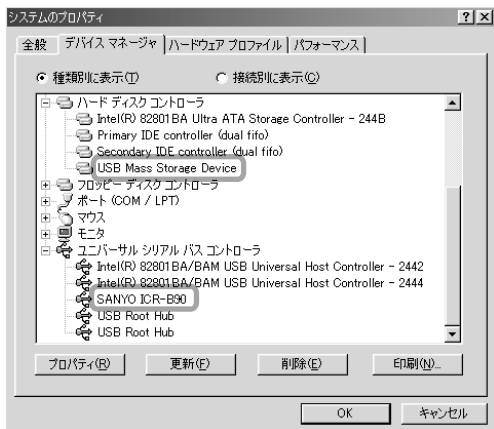 システムのプロパティ
全般 デバイス マネージャ ハードウェア プロファイル パフォーマンス
種類別に表示(T) 接続別に表示(C)
ハード ディスク コントローラ
Intel(R) 82801BA Ultra ATA Storage Controller - 244B
Primary IDE controller (dual fifo)
Secondary IDE controller (dual fifo)
USB Mass Storage Device
フロッピー ディスク コントローラ
ポート (COM / LPT)
マウス
モニタ
ユニバーサル シリアル バス コントローラ
Intel(R) 82801BA/BAM USB Universal Host Controller - 2442
Intel(R) 82801BA/BAM USB Universal Host Controller - 2444
SANYO ICR-B90
USB Root Hub
USB Root Hub
プロパティ(R) 更新(F) 削除(E) 印刷(N)...
OK キャンセル